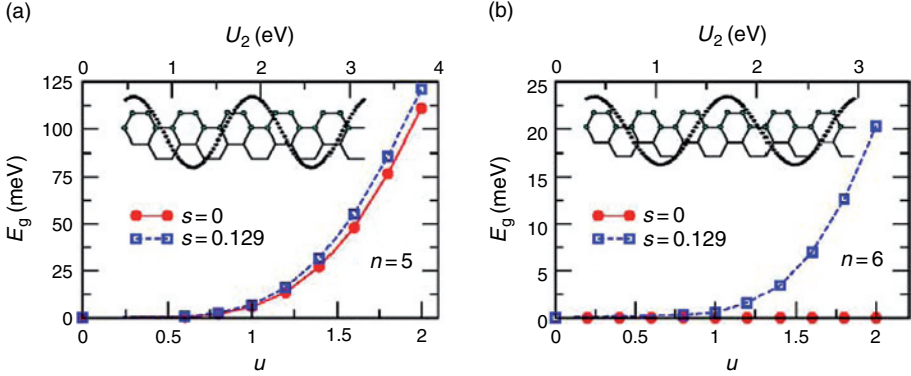 (a)
U₂ (eV)
0 1 2 3 4
125
100
75
50
25
0
E_g (meV)
s = 0
s = 0.129
n = 5
0 0.5 1 1.5 2
u
(b)
U₂ (eV)
0 1 2 3
25
20
15
10
5
0
E_g (meV)
s = 0
s = 0.129
n = 6
0 0.5 1 1.5 2
u